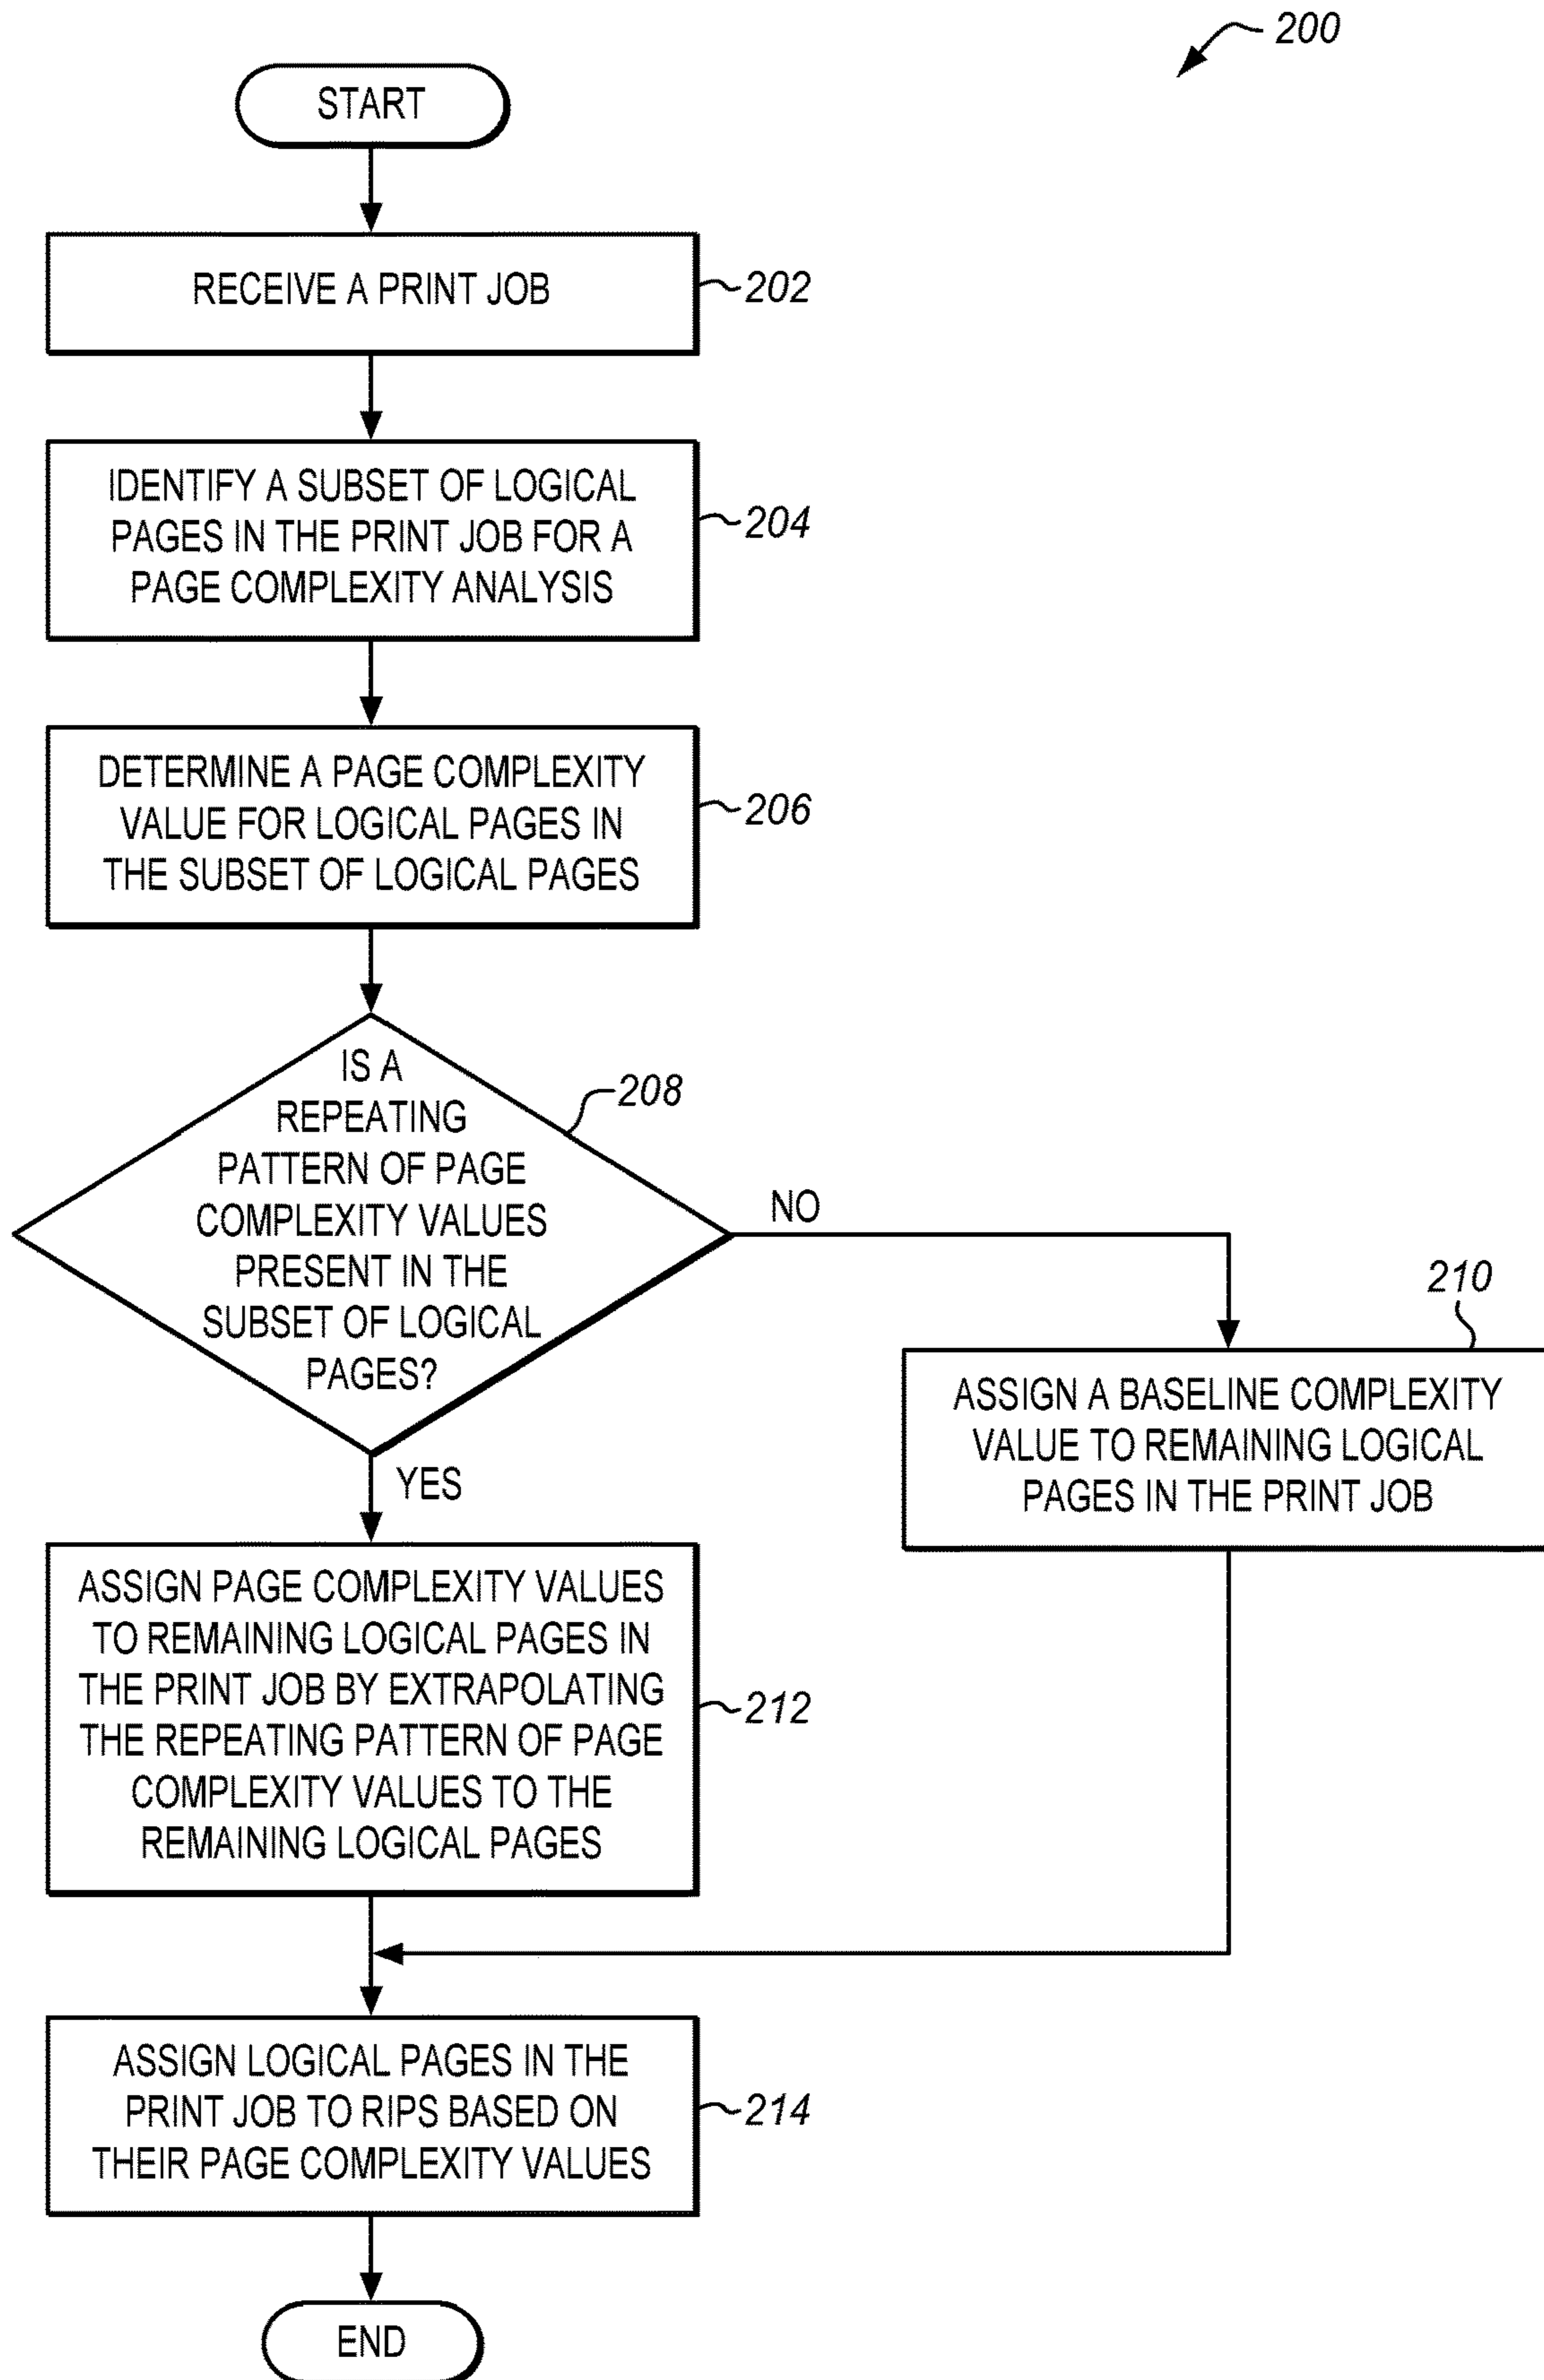 200
START
RECEIVE A PRINT JOB
202
IDENTIFY A SUBSET OF LOGICAL
PAGES IN THE PRINT JOB FOR A
PAGE COMPLEXITY ANALYSIS
204
DETERMINE A PAGE COMPLEXITY
VALUE FOR LOGICAL PAGES IN
THE SUBSET OF LOGICAL PAGES
206
IS A
REPEATING
PATTERN OF PAGE
COMPLEXITY VALUES
PRESENT IN THE
SUBSET OF LOGICAL
PAGES?
208
NO
210
ASSIGN A BASELINE COMPLEXITY
VALUE TO REMAINING LOGICAL
PAGES IN THE PRINT JOB
YES
ASSIGN PAGE COMPLEXITY VALUES
TO REMAINING LOGICAL PAGES IN
THE PRINT JOB BY EXTRAPOLATING
THE REPEATING PATTERN OF PAGE
COMPLEXITY VALUES TO THE
REMAINING LOGICAL PAGES
212
ASSIGN LOGICAL PAGES IN THE
PRINT JOB TO RIPS BASED ON
THEIR PAGE COMPLEXITY VALUES
214
END